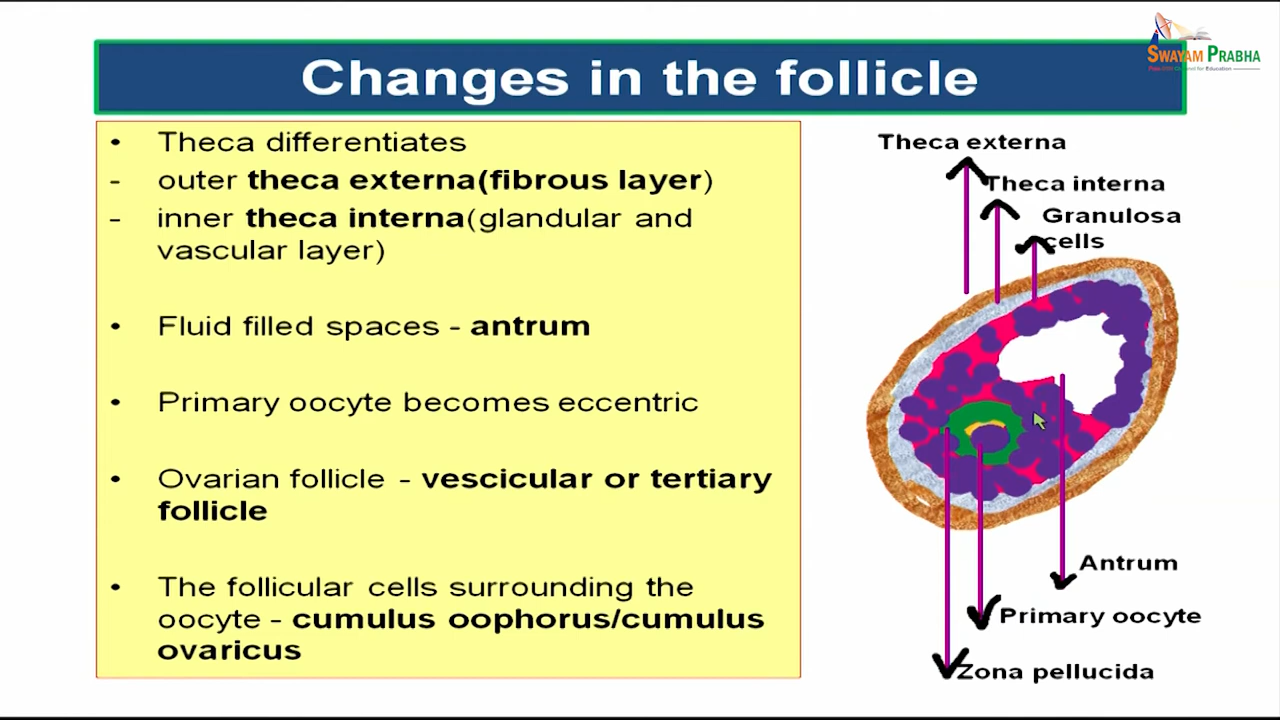 SWAYAM PRABHA
Changes in the follicle
• Theca differentiates
- outer theca externa(fibrous layer)
- inner theca interna(glandular and
vascular layer)
• Fluid filled spaces - antrum
• Primary oocyte becomes eccentric
• Ovarian follicle - vescicular or tertiary
follicle
• The follicular cells surrounding the
oocyte - cumulus oophorus/cumulus
ovaricus
Theca externa
Theca interna
Granulosa
cells
Antrum
Primary oocyte
Zona pellucida